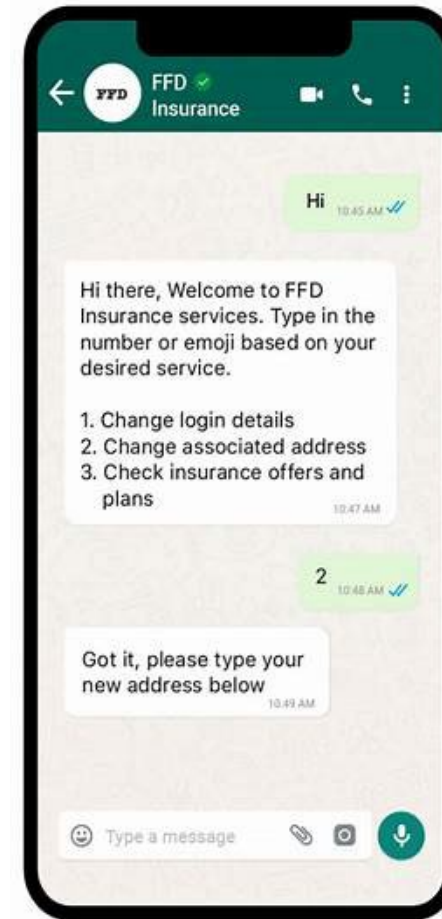 FFD
FFD
Insurance
Hi 10:45 AM
Hi there, Welcome to FFD
Insurance services. Type in the
number or emoji based on your
desired service.
1. Change login details
2. Change associated address
3. Check insurance offers and
plans
10:47 AM
2 10:48 AM
Got it, please type your
new address below
10:49 AM
Type a message